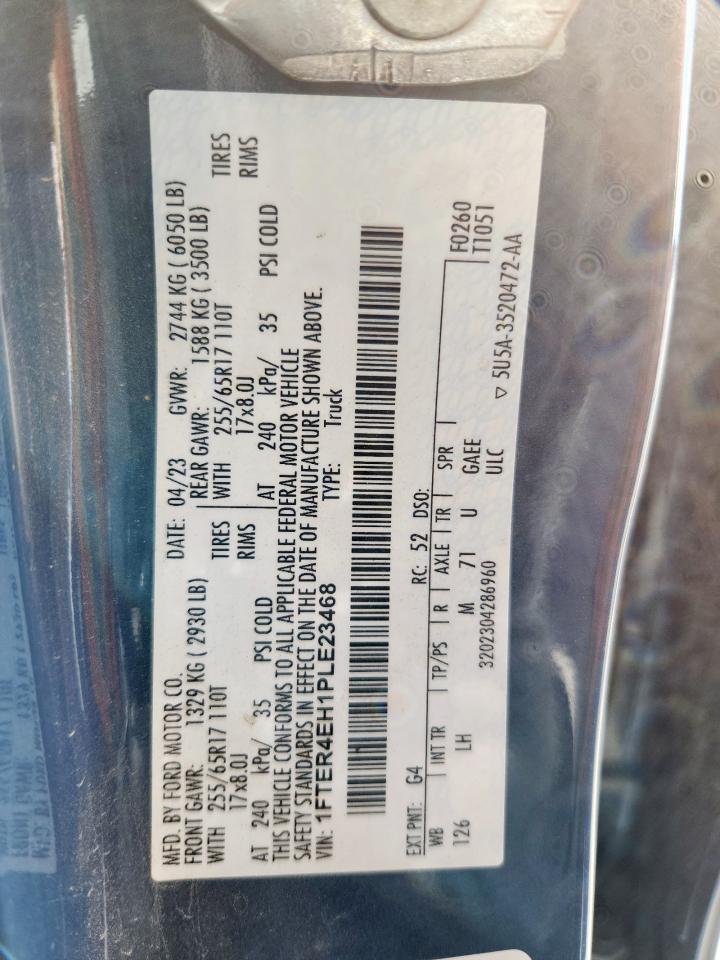 MFD. BY FORD MOTOR CO. DATE: 04/23 GVWR: 2744 KG ( 6050 LB)
FRONT GAWR: 1329 KG ( 2930 LB) REAR GAWR: 1588 KG ( 3500 LB)
WITH 255/65R17 110T TIRES WITH 255/65R17 110T TIRES
17x8.0J RIMS 17x8.0J RIMS
AT 240 kPa/ 35 PSI COLD AT 240 kPa/ 35 PSI COLD
THIS VEHICLE CONFORMS TO ALL APPLICABLE FEDERAL MOTOR VEHICLE
SAFETY STANDARDS IN EFFECT ON THE DATE OF MANUFACTURE SHOWN ABOVE.
VIN: 1FTER4EH1PLE23468 TYPE: Truck
EXT PNT: G4 RC: 52 DSO:
WB INT TR TP/PS R AXLE TR SPR F0260
126 LH M 71 U GAEE T1051
3202304286960 ULC
▽ 5U5A-3520472-AA